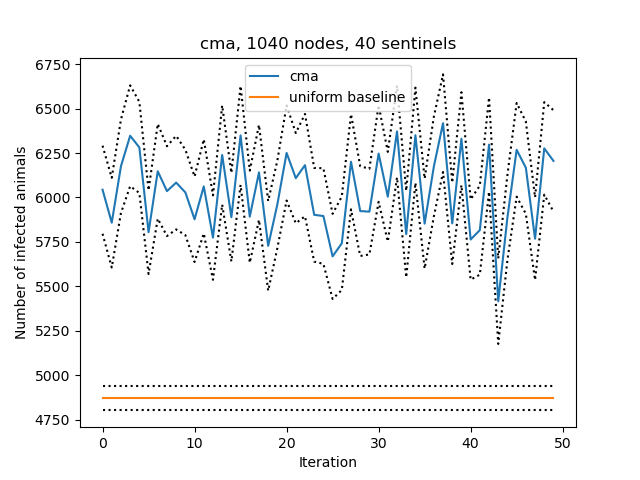 cma, 1040 nodes, 40 sentinels
cma
uniform baseline
Number of infected animals
6750
6500
6250
6000
5750
5500
5250
5000
4750
0 10 20 30 40 50
Iteration